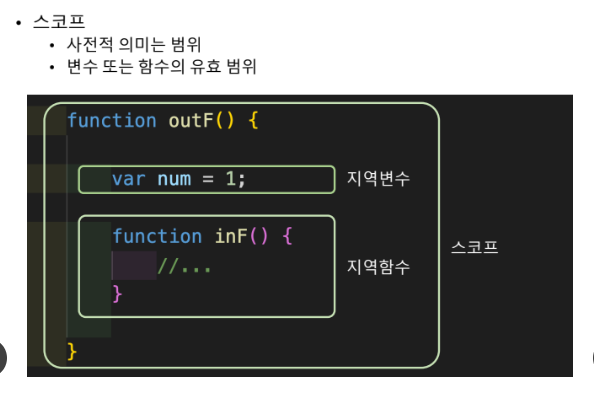 • 스코프
• 사전적 의미는 범위
• 변수 또는 함수의 유효 범위
function outF() {
var num = 1; 지역변수
function inF() {
스코프
//... 지역함수
}
}